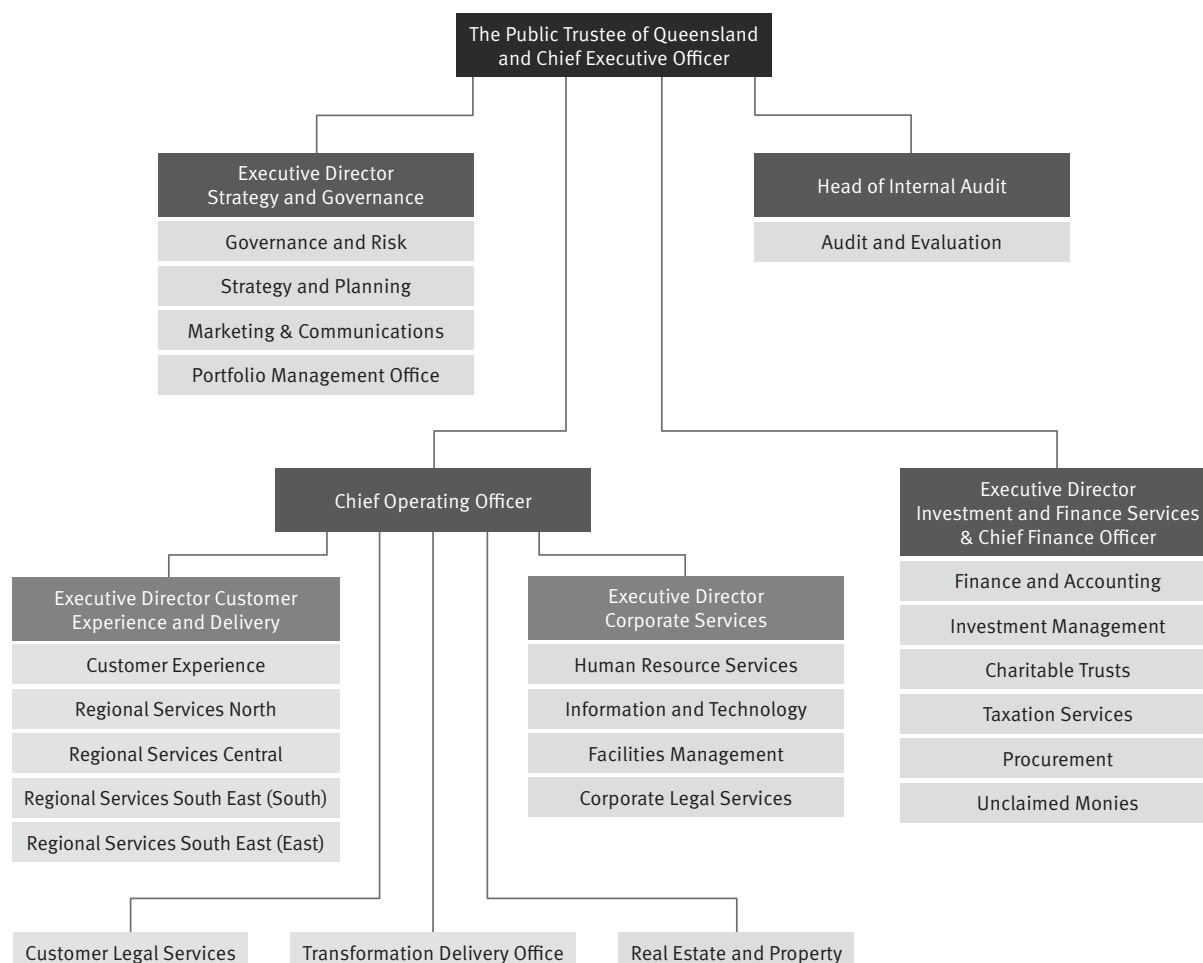 The Public Trustee of Queensland
and Chief Executive Officer
Executive Director
Strategy and Governance
Governance and Risk
Strategy and Planning
Marketing & Communications
Portfolio Management Office
Head of Internal Audit
Audit and Evaluation
Chief Operating Officer
Executive Director Customer
Experience and Delivery
Customer Experience
Regional Services North
Regional Services Central
Regional Services South East (South)
Regional Services South East (East)
Executive Director
Corporate Services
Human Resource Services
Information and Technology
Facilities Management
Corporate Legal Services
Executive Director
Investment and Finance Services
& Chief Finance Officer
Finance and Accounting
Investment Management
Charitable Trusts
Taxation Services
Procurement
Unclaimed Monies
Customer Legal Services
Transformation Delivery Office
Real Estate and Property